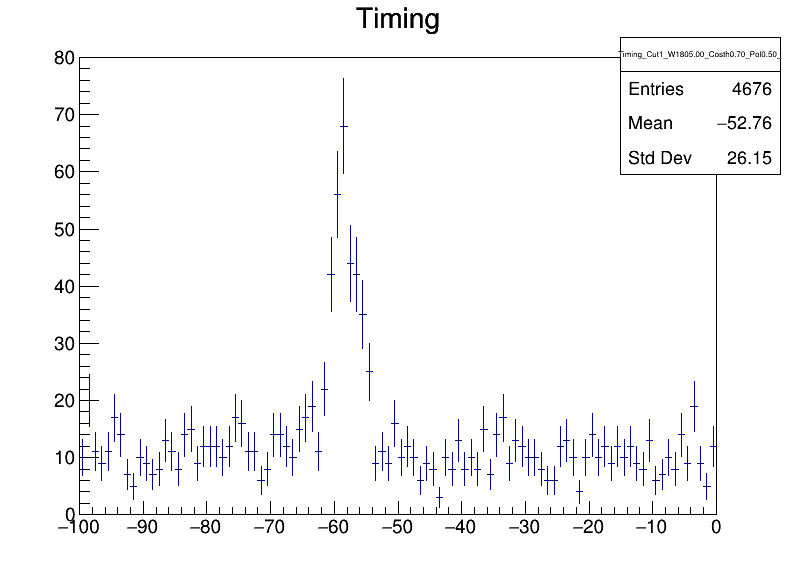 Timing
Timing_Cut1_W1805.00_Costh0.70_Pol0.50_
Entries 4676
Mean −52.76
Std Dev 26.15
80
70
60
50
40
30
20
10
0
−100 −90 −80 −70 −60 −50 −40 −30 −20 −10 0